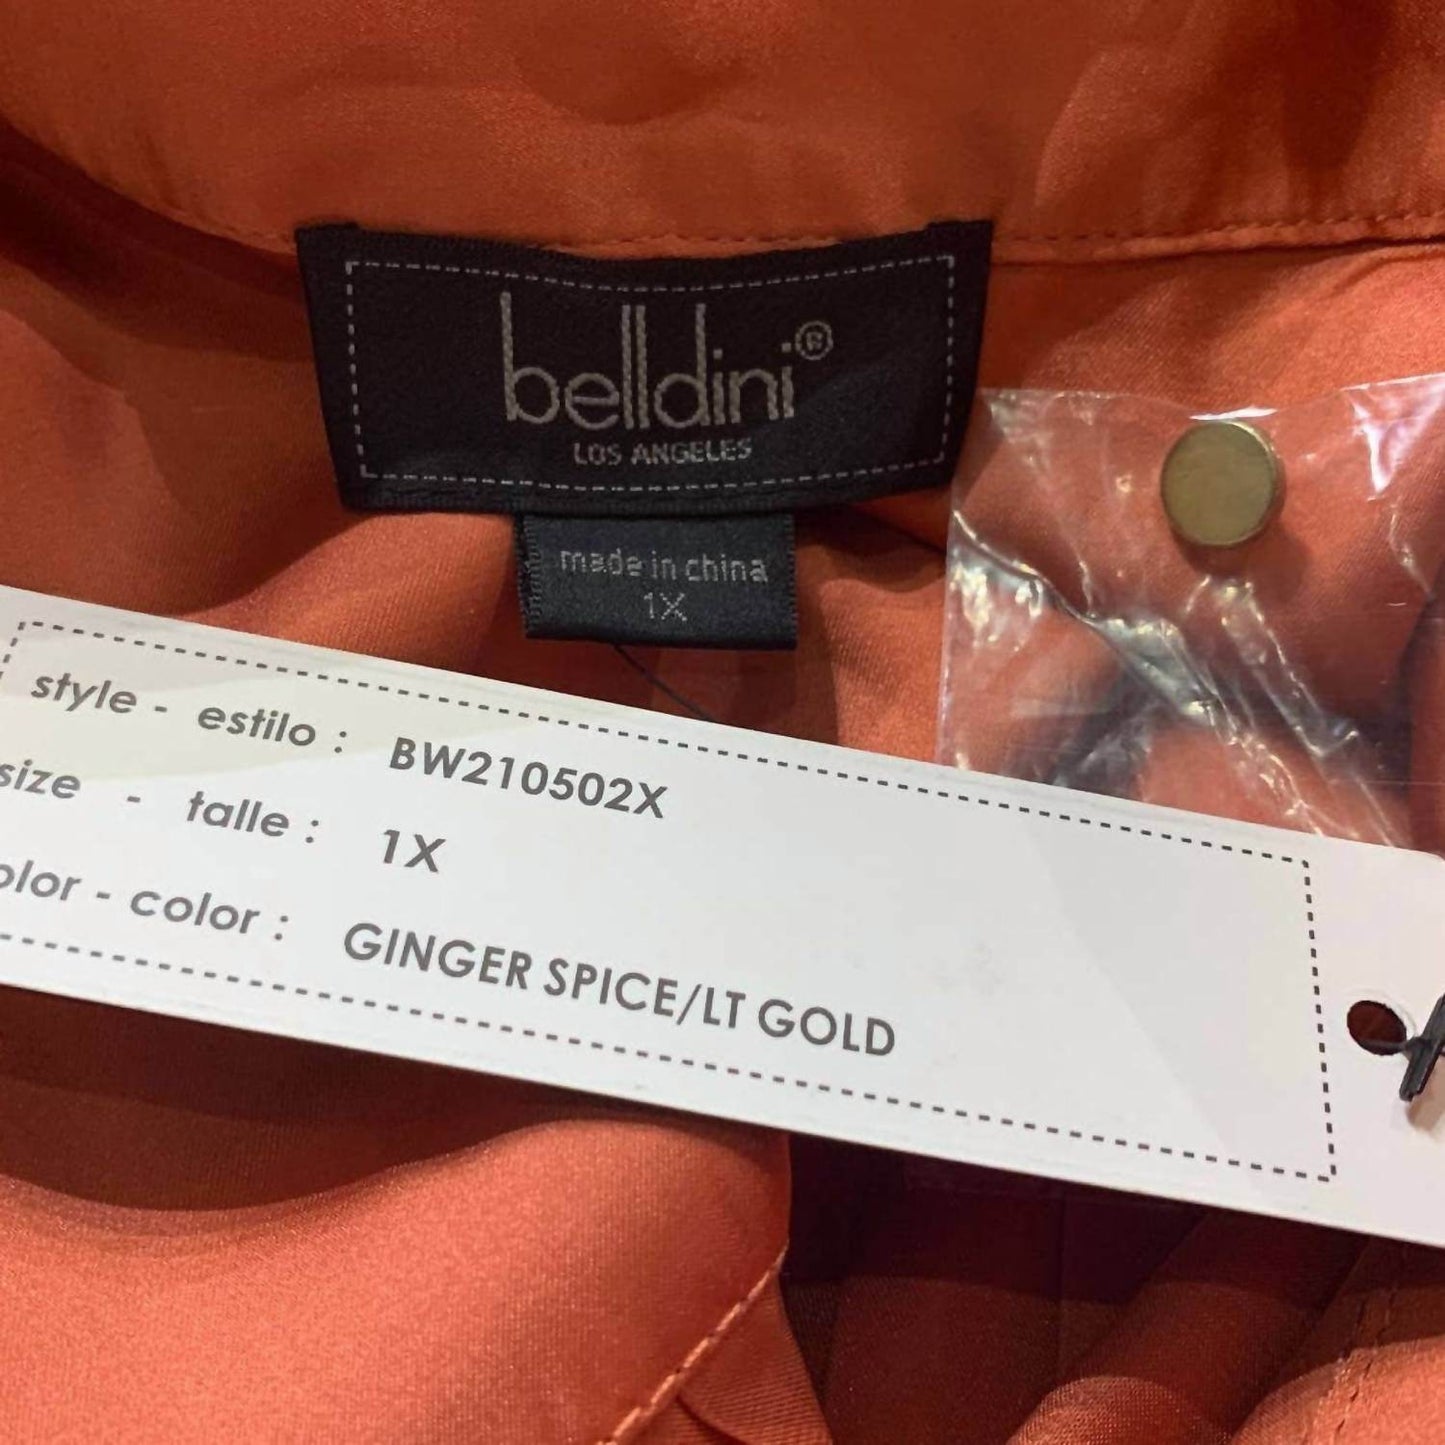 belldini®
LOS ANGELES
made in china
1X
style - estilo : BW210502X
size - talle : 1X
olor - color : GINGER SPICE/LT GOLD